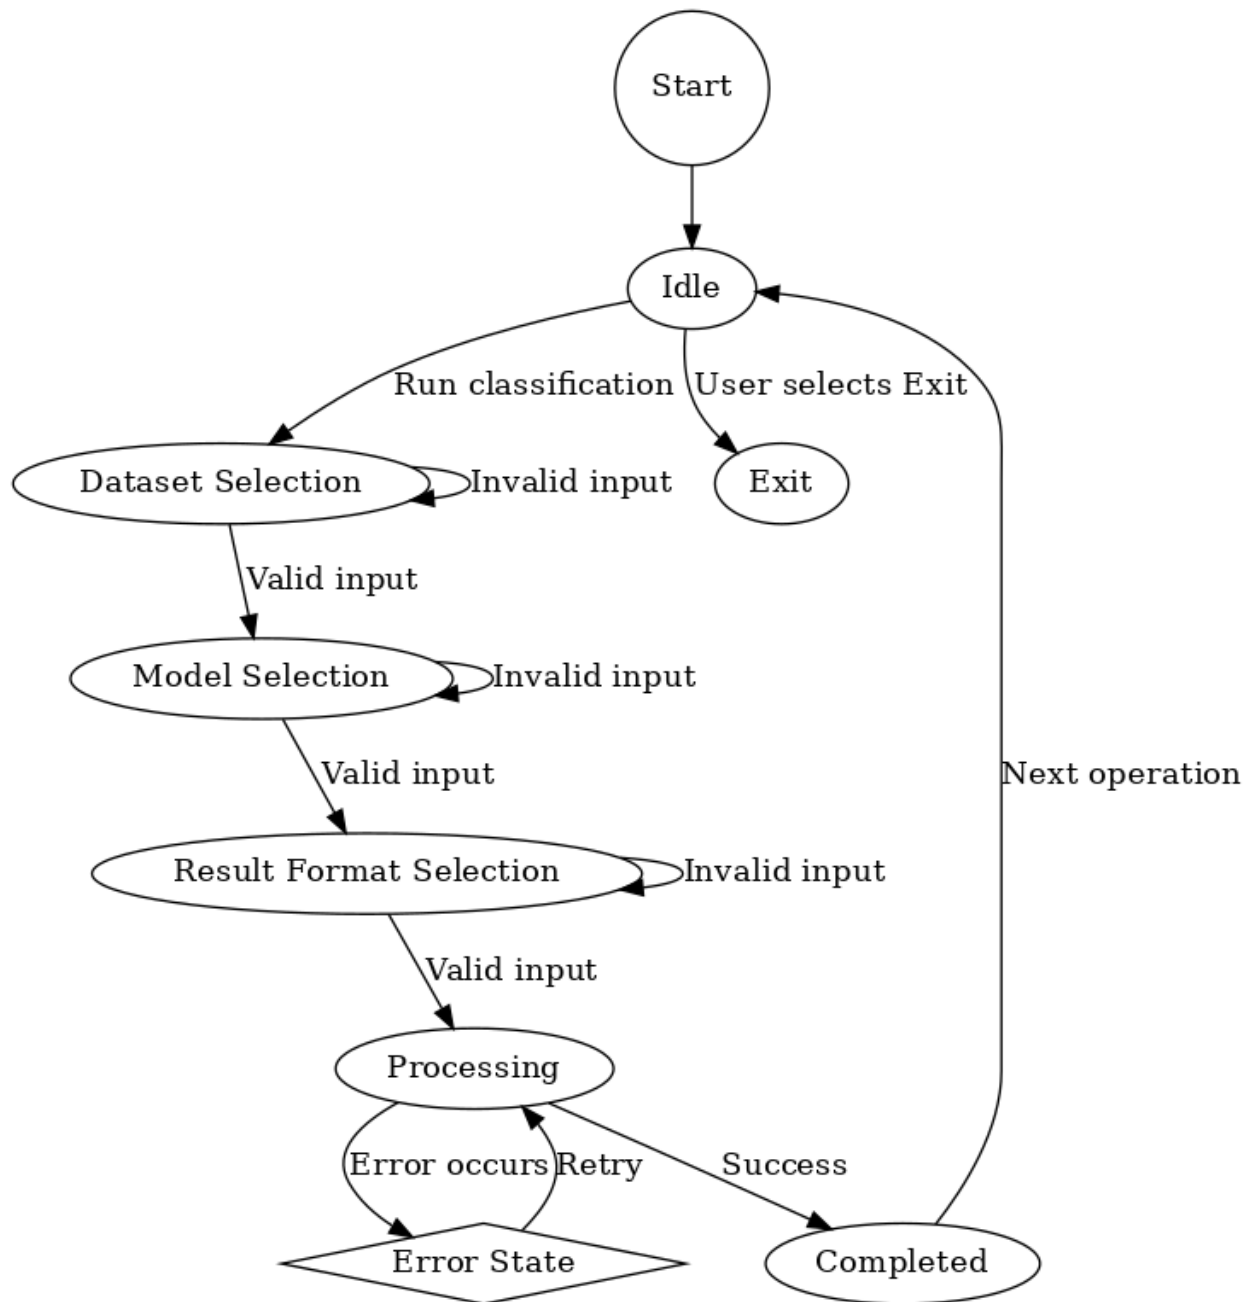 Start
Idle
Run classification
User selects Exit
Dataset Selection
Invalid input
Exit
Valid input
Model Selection
Invalid input
Valid input
Next operation
Result Format Selection
Invalid input
Valid input
Processing
Error occurs
Retry
Success
Error State
Completed